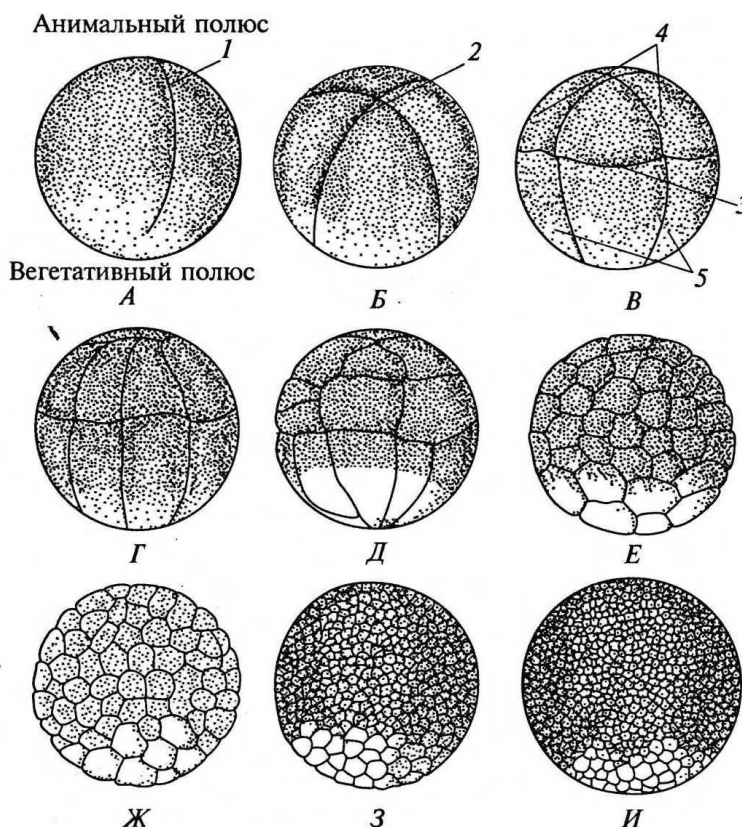 Анимальный полюс
1
2
4
3
5
Вегетативный полюс
А
Б
В
Г
Д
Е
Ж
З
И